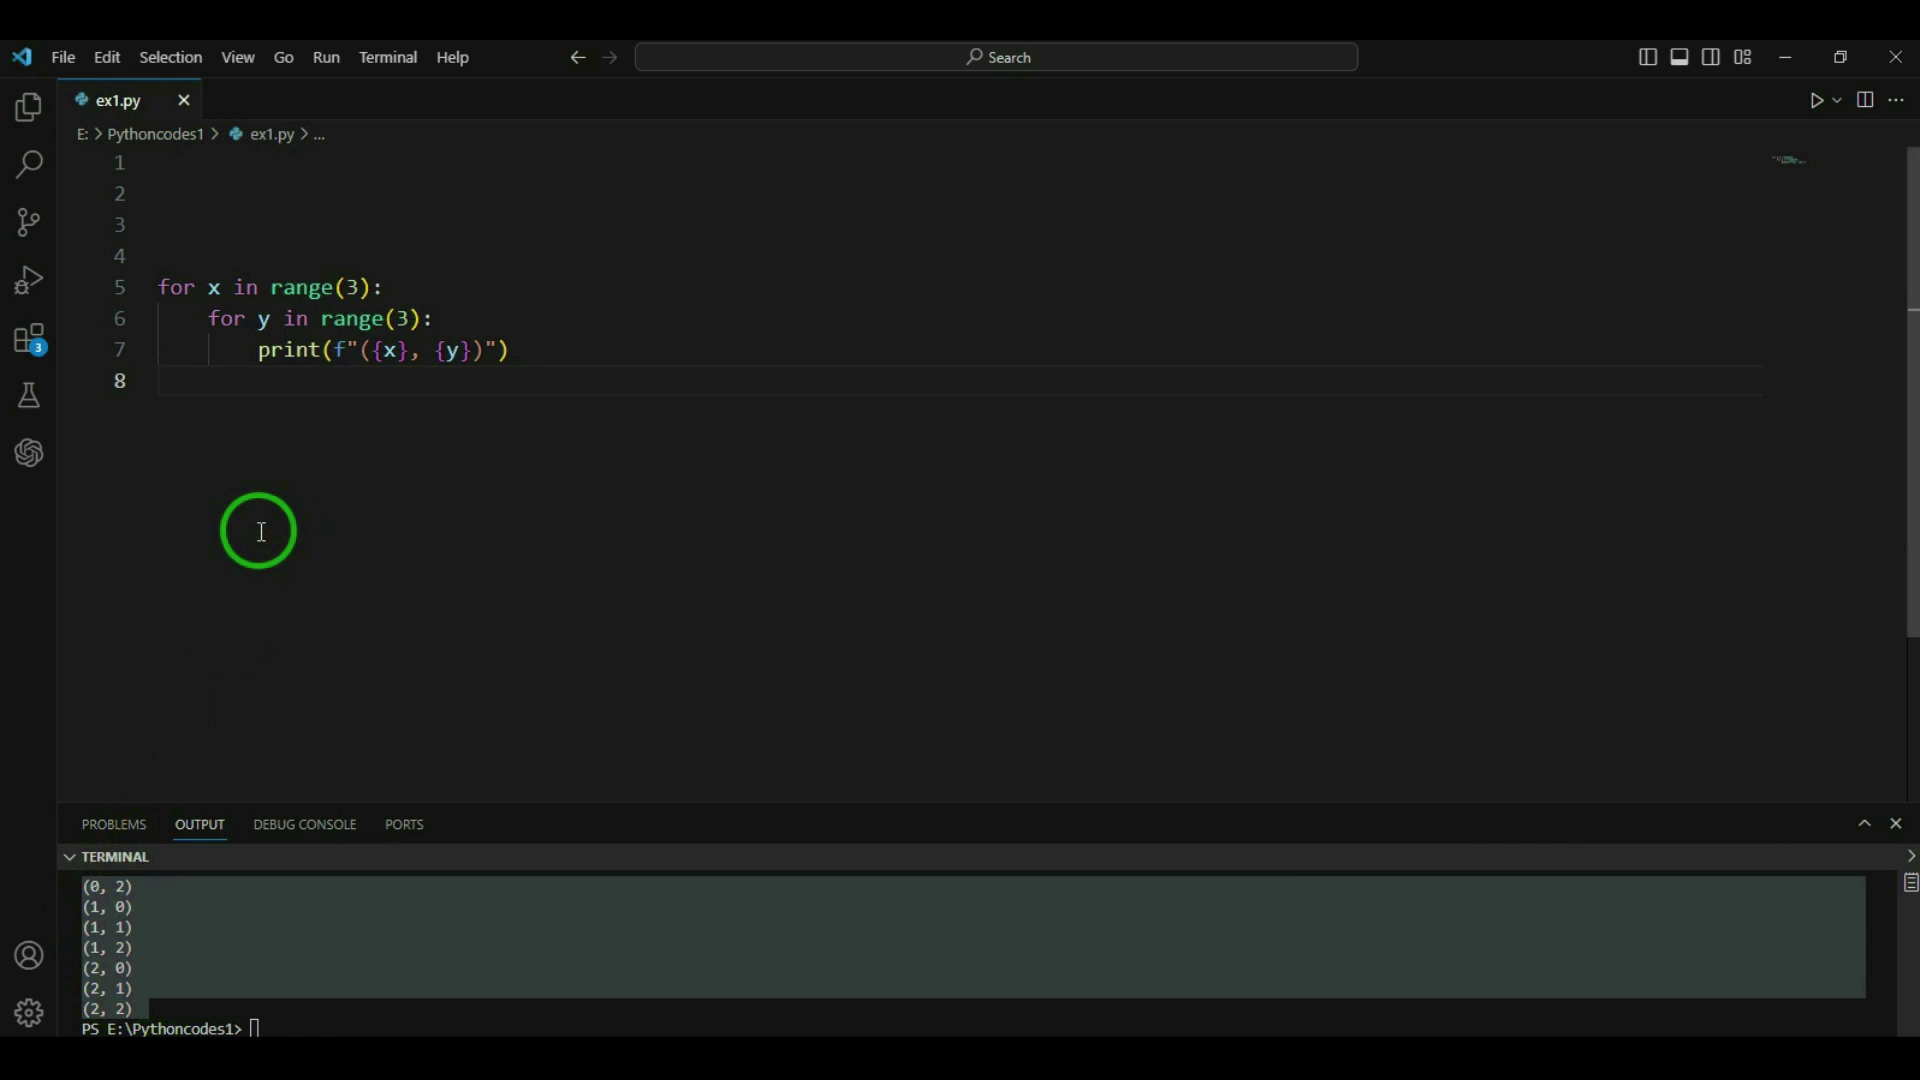 File Edit Selection View Go Run Terminal Help Search
ex1.py
E: > Pythoncodes1 > ex1.py > ...
1
2
3
4
5 for x in range(3):
6     for y in range(3):
7         print(f"({x}, {y})")
8
3
PROBLEMS OUTPUT DEBUG CONSOLE PORTS
TERMINAL
(0, 2)
(1, 0)
(1, 1)
(1, 2)
(2, 0)
(2, 1)
(2, 2)
PS E:\Pythoncodes1>